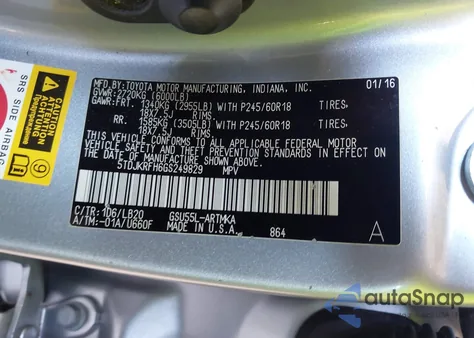 SRS SIDE AIRBAG
WARNING
ACHTUNG
ATTENTION
MFD. BY: TOYOTA MOTOR MANUFACTURING, INDIANA, INC.
GVWR: 2720KG (6000LB) 01/16
GAWR: FRT. 1340KG (2955LB) WITH P245/60R18 TIRES,
18X7.5J RIMS.
RR. 1585KG (3505LB) WITH P245/60R18 TIRES,
18X7.5J RIMS.
THIS VEHICLE CONFORMS TO ALL APPLICABLE FEDERAL MOTOR
VEHICLE SAFETY AND THEFT PREVENTION STANDARDS IN EFFECT ON
THE DATE OF MANUFACTURE SHOWN ABOVE.
5TDJKRFH6GS249829 MPV
C/TR: 1D6/LB20 GSU55L-ARTMKA
A/TM: -01A/U660F MADE IN U.S.A. 864 A
autoSnap